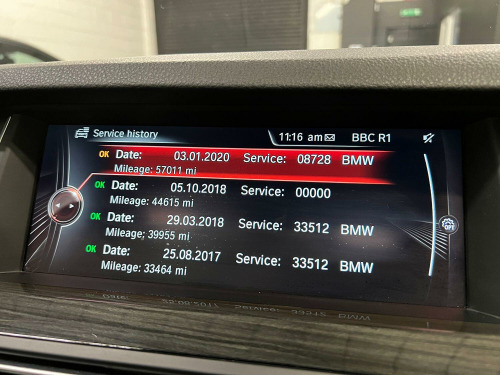 Service history 11:16 am BBC R1
OK Date: 03.01.2020 Service: 08728 BMW
Mileage: 57011 mi
OK Date: 05.10.2018 Service: 00000
Mileage: 44615 mi
OK Date: 29.03.2018 Service: 33512 BMW
Mileage: 39955 mi
OK Date: 25.08.2017 Service: 33512 BMW
Mileage: 33464 mi